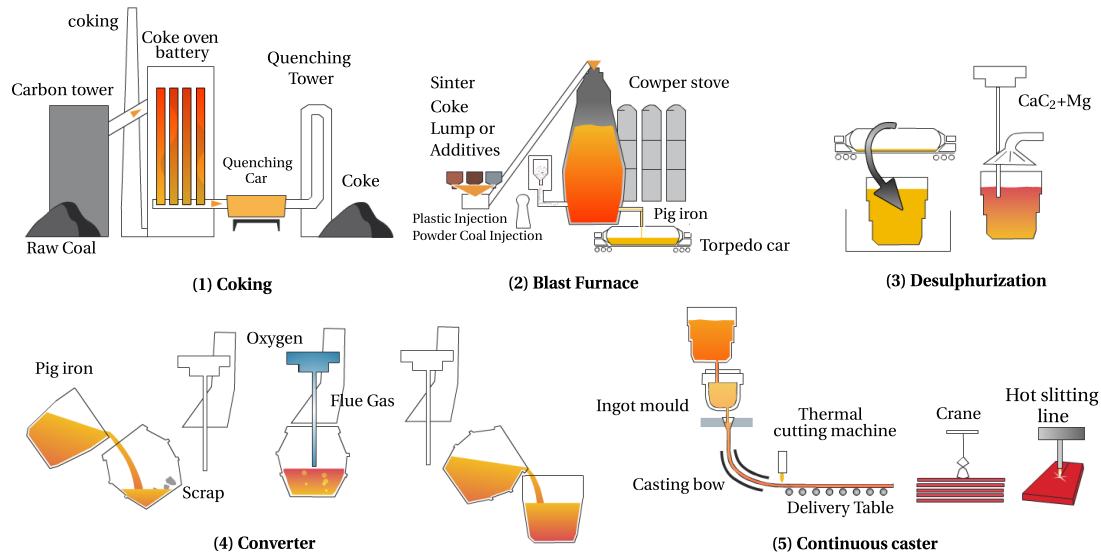 coking
Coke oven
battery
Carbon tower
Quenching
Tower
Quenching
Car
Coke
Raw Coal
(1) Coking
Sinter
Coke
Lump or
Additives
Cowper stove
Plastic Injection
Powder Coal Injection
Pig iron
Torpedo car
(2) Blast Furnace
CaC₂+Mg
(3) Desulphurization
Pig iron
Scrap
Oxygen
Flue Gas
(4) Converter
Ingot mould
Casting bow
Thermal
cutting machine
Delivery Table
Crane
Hot slitting
line
(5) Continuous caster